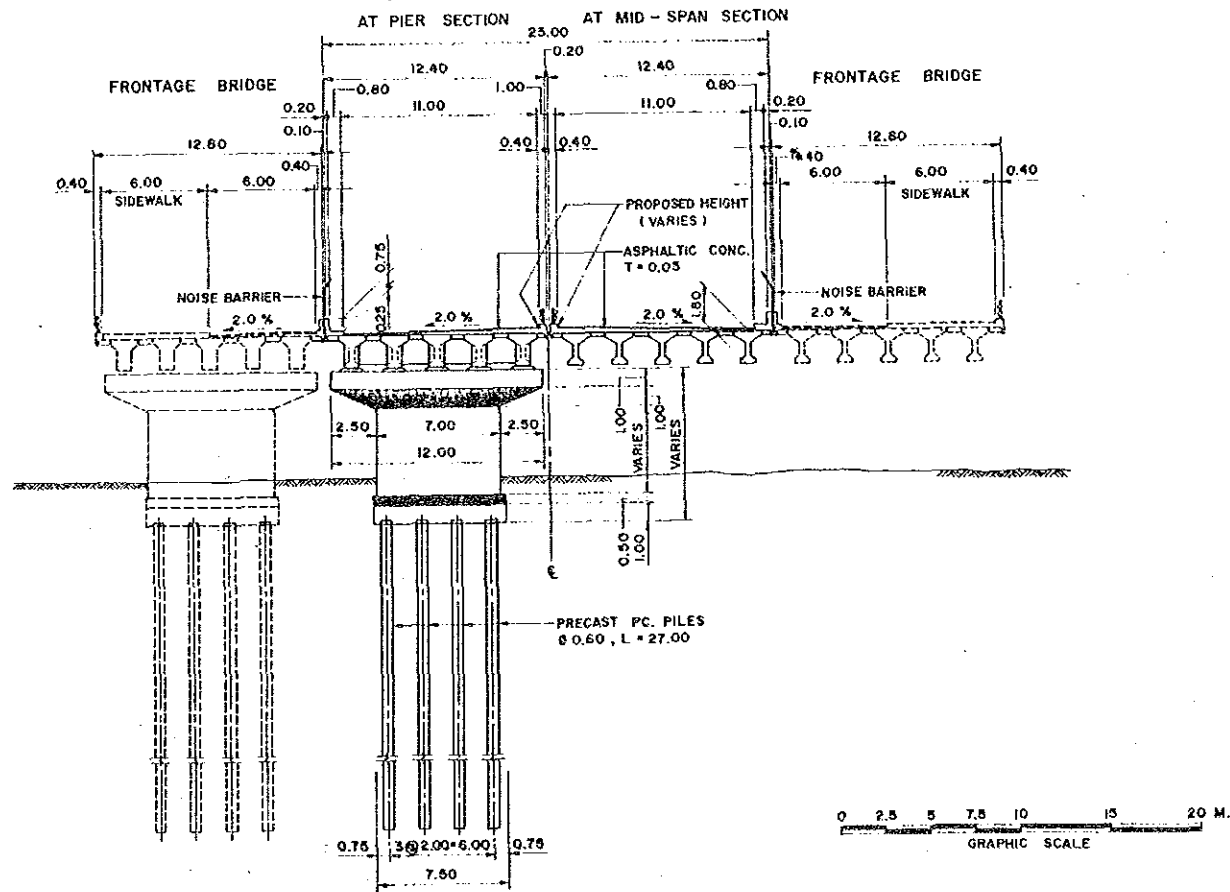 AT PIER SECTION
AT MID - SPAN SECTION
25.00
0.20
12.40
12.40
FRONTAGE BRIDGE
FRONTAGE BRIDGE
0.80
1.00
0.80
0.20
11.00
11.00
0.20
0.10
0.10
12.80
0.40
0.40
12.80
0.40
0.40
0.40
6.00
6.00
6.00
6.00
0.40
SIDEWALK
SIDEWALK
PROPOSED HEIGHT
( VARIES )
0.75
ASPHALTIC CONC.
T = 0.05
NOISE BARRIER
NOISE BARRIER
1.80
2.0 %
0.25
2.0 %
2.0 %
2.0 %
2.50
7.00
2.50
12.00
1.00
1.00
VARIES
VARIES
0.50
1.00
℄
PRECAST PC. PILES
Ø 0.60 , L = 27.00
0.75
3@2.00=6.00
0.75
7.50
0
2.5
5
7.5
10
15
20 M.
GRAPHIC SCALE